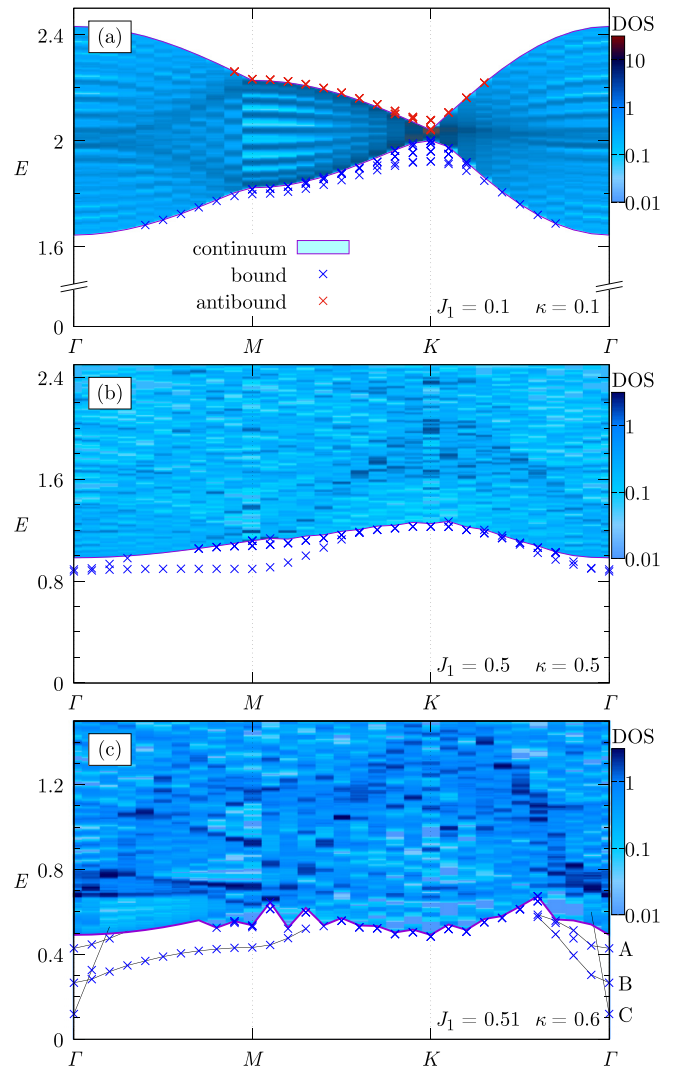 DOS
2.4
(a)
10
2
1
E
0.1
0.01
1.6
continuum
bound
antibound
J₁ = 0.1 κ = 0.1
0
Γ M K Γ
DOS
2.4
(b)
1
1.6
E
0.1
0.01
0.8
J₁ = 0.5 κ = 0.5
0
Γ M K Γ
DOS
(c)
1
1.2
0.1
0.8
E
0.01
A
0.4
B
C
J₁ = 0.51 κ = 0.6
0
Γ M K Γ